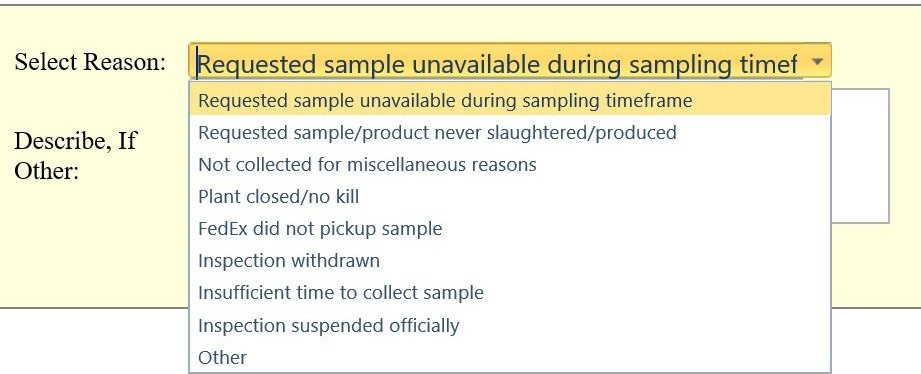 Select Reason: Requested sample unavailable during sampling timef
Requested sample unavailable during sampling timeframe
Requested sample/product never slaughtered/produced
Describe, If
Other:
Not collected for miscellaneous reasons
Plant closed/no kill
FedEx did not pickup sample
Inspection withdrawn
Insufficient time to collect sample
Inspection suspended officially
Other